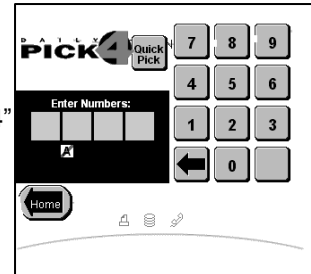 DAILY
PICK 4
Quick
Pick
7 8 9
4 5 6
Enter Numbers:
.”
1 2 3
A
0
Home